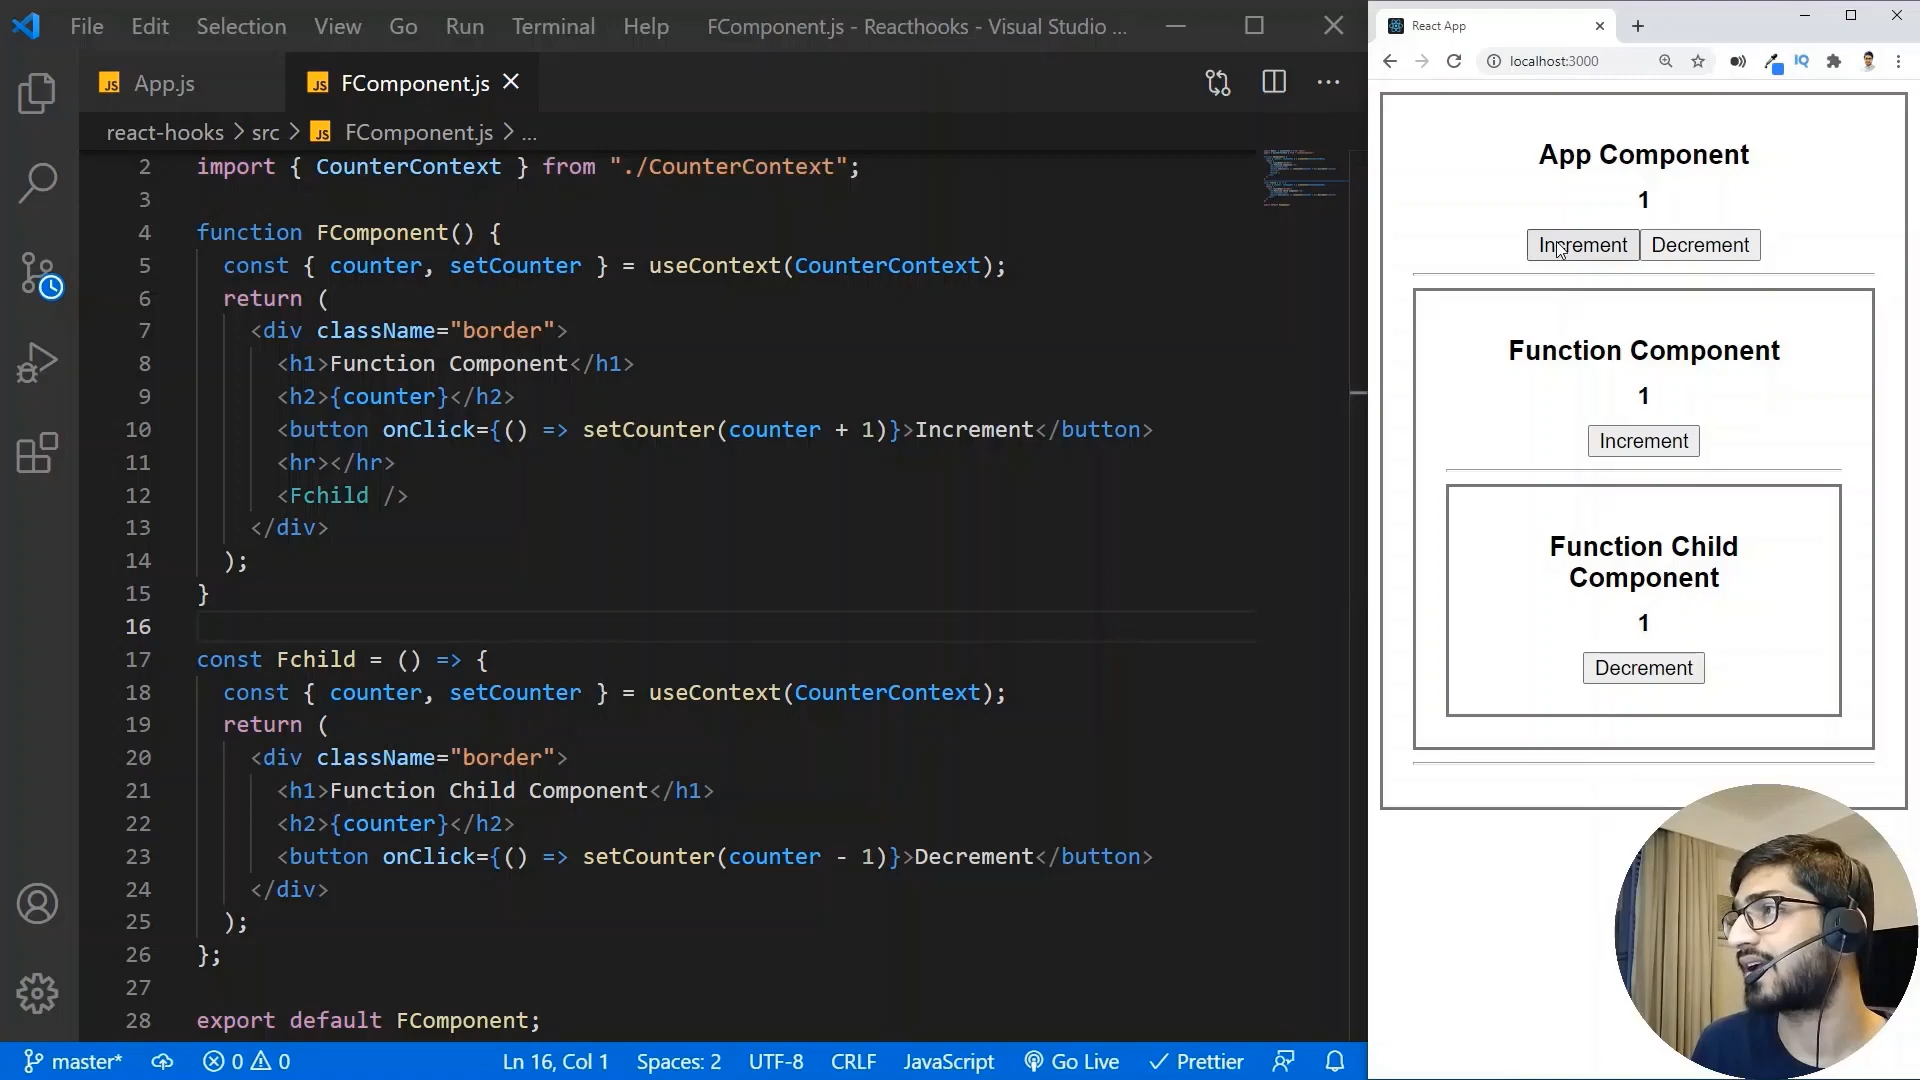 File Edit Selection View Go Run Terminal Help FComponent.js - Reacthooks - Visual Studio ...
JS App.js JS FComponent.js
react-hooks > src > JS FComponent.js > ...
2 import { CounterContext } from "./CounterContext";
3
4 function FComponent() {
5 const { counter, setCounter } = useContext(CounterContext);
6 return (
7 <div className="border">
8 <h1>Function Component</h1>
9 <h2>{counter}</h2>
10 <button onClick={() => setCounter(counter + 1)}>Increment</button>
11 <hr></hr>
12 <Fchild />
13 </div>
14 );
15 }
16
17 const Fchild = () => {
18 const { counter, setCounter } = useContext(CounterContext);
19 return (
20 <div className="border">
21 <h1>Function Child Component</h1>
22 <h2>{counter}</h2>
23 <button onClick={() => setCounter(counter - 1)}>Decrement</button>
24 </div>
25 );
26 };
27
28 export default FComponent;
master* 0 0 Ln 16, Col 1 Spaces: 2 UTF-8 CRLF JavaScript Go Live Prettier
React App
localhost:3000 IQ
App Component
1
Increment Decrement
Function Component
1
Increment
Function Child
Component
1
Decrement